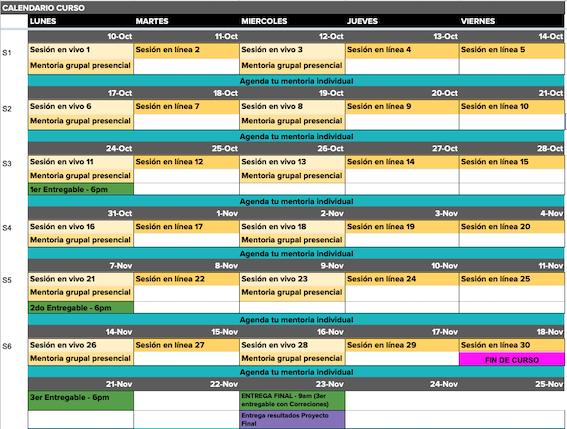 CALENDARIO CURSO
LUNES MARTES MIERCOLES JUEVES VIERNES
10-Oct 11-Oct 12-Oct 13-Oct 14-Oct
S1 Sesión en vivo 1 Sesión en línea 2 Sesión en vivo 3 Sesión en línea 4 Sesión en línea 5
Mentoria grupal presencial Mentoria grupal presencial
Agenda tu mentoria individual
17-Oct 18-Oct 19-Oct 20-Oct 21-Oct
S2 Sesión en vivo 6 Sesión en línea 7 Sesión en vivo 8 Sesión en línea 9 Sesión en línea 10
Mentoria grupal presencial Mentoria grupal presencial
Agenda tu mentoria individual
24-Oct 25-Oct 26-Oct 27-Oct 28-Oct
S3 Sesión en vivo 11 Sesión en línea 12 Sesión en vivo 13 Sesión en línea 14 Sesión en línea 15
Mentoria grupal presencial Mentoria grupal presencial
1er Entregable - 6pm
Agenda tu mentoria individual
31-Oct 1-Nov 2-Nov 3-Nov 4-Nov
S4 Sesión en vivo 16 Sesión en línea 17 Sesión en vivo 18 Sesión en línea 19 Sesión en línea 20
Mentoria grupal presencial Mentoria grupal presencial
Agenda tu mentoria individual
7-Nov 8-Nov 9-Nov 10-Nov 11-Nov
S5 Sesión en vivo 21 Sesión en línea 22 Sesión en vivo 23 Sesión en línea 24 Sesión en línea 25
Mentoria grupal presencial Mentoria grupal presencial
2do Entregable - 6pm
Agenda tu mentoria individual
14-Nov 15-Nov 16-Nov 17-Nov 18-Nov
S6 Sesión en vivo 26 Sesión en línea 27 Sesión en vivo 28 Sesión en línea 29 Sesión en línea 30
Mentoria grupal presencial Mentoria grupal presencial FIN DE CURSO
Agenda tu mentoria individual
21-Nov 22-Nov 23-Nov 24-Nov 25-Nov
3er Entregable - 6pm ENTREGA FINAL - 9am (3er
entregable con Correciones)
Entrega resultados Proyecto
Final